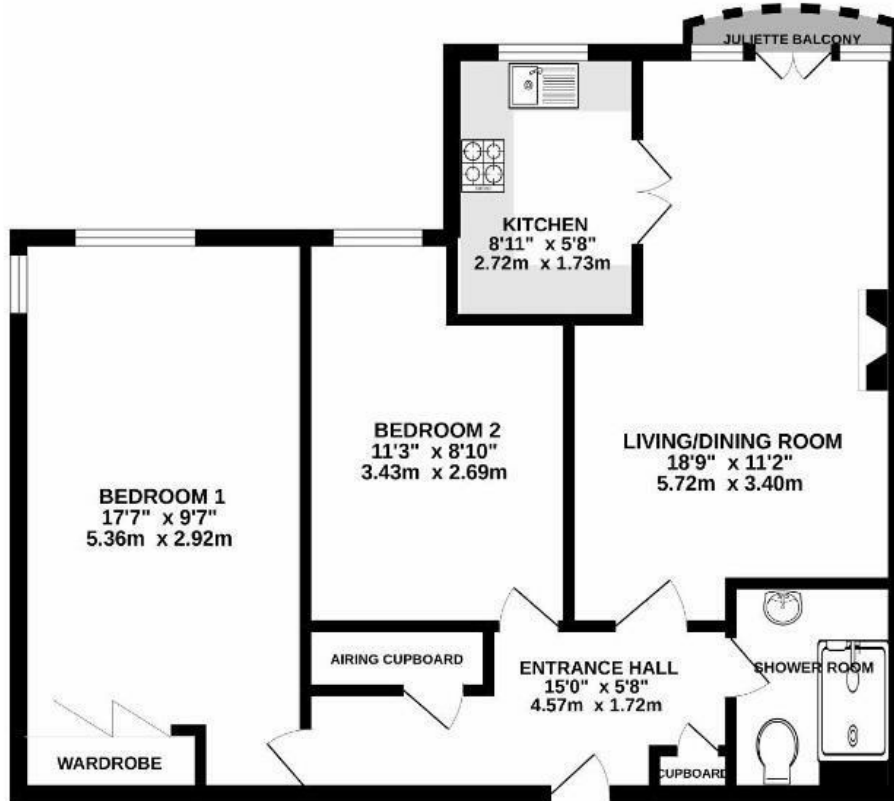 JULIETTE BALCONY
KITCHEN
8'11" x 5'8"
2.72m x 1.73m
BEDROOM 2
11'3" x 8'10"
3.43m x 2.69m
LIVING/DINING ROOM
18'9" x 11'2"
5.72m x 3.40m
BEDROOM 1
17'7" x 9'7"
5.36m x 2.92m
AIRING CUPBOARD
ENTRANCE HALL
15'0" x 5'8"
4.57m x 1.72m
SHOWER ROOM
WARDROBE
CUPBOARD